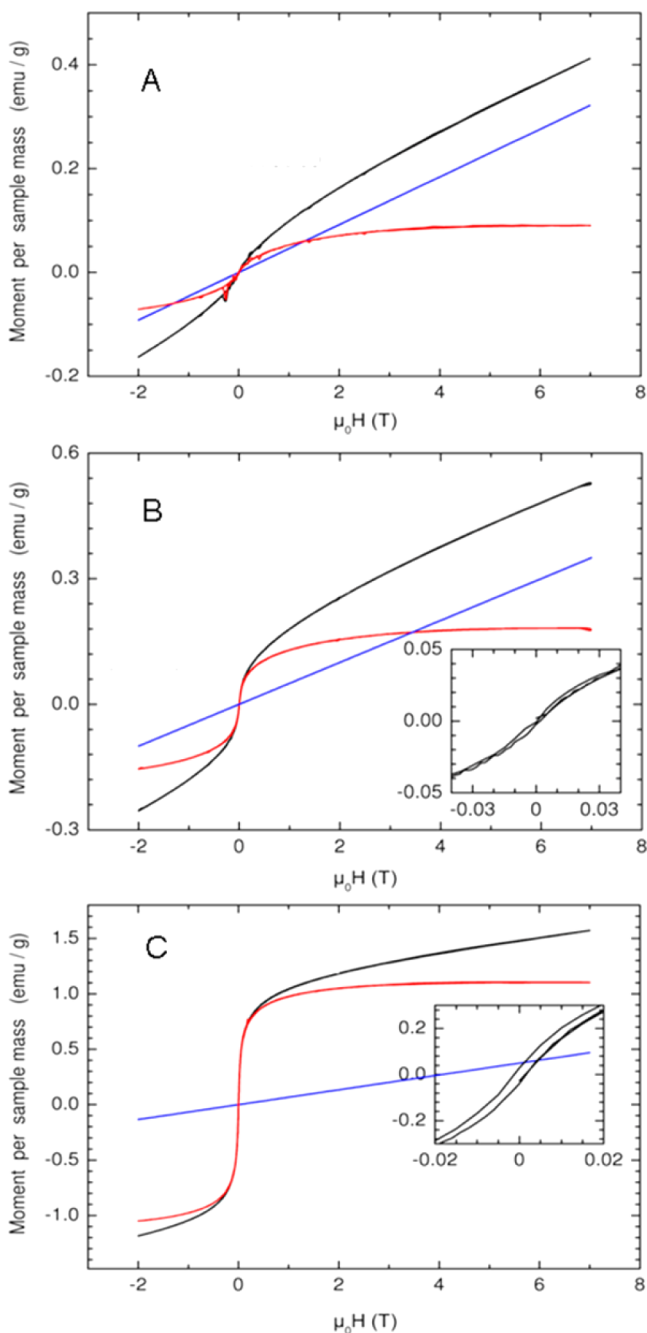 A
Moment per sample mass (emu / g)
0.4
0.2
0.0
-0.2
-2 0 2 4 6 8
μ₀H (T)
B
Moment per sample mass (emu / g)
0.6
0.3
0.0
-0.3
0.05
0.00
-0.05
-0.03 0 0.03
-2 0 2 4 6 8
μ₀H (T)
C
Moment per sample mass (emu / g)
1.5
1.0
0.5
0.0
-0.5
-1.0
0.2
0.0
-0.2
-0.02 0 0.02
-2 0 2 4 6 8
μ₀H (T)